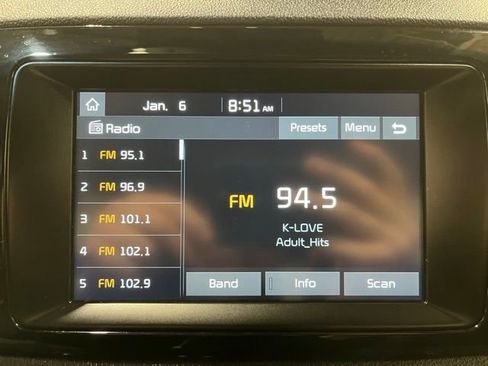 Jan. 6 8:51 AM
Radio Presets Menu
1 FM 95.1
2 FM 96.9
3 FM 101.1
4 FM 102.1
5 FM 102.9
FM 94.5
K-LOVE
Adult_Hits
Band Info Scan